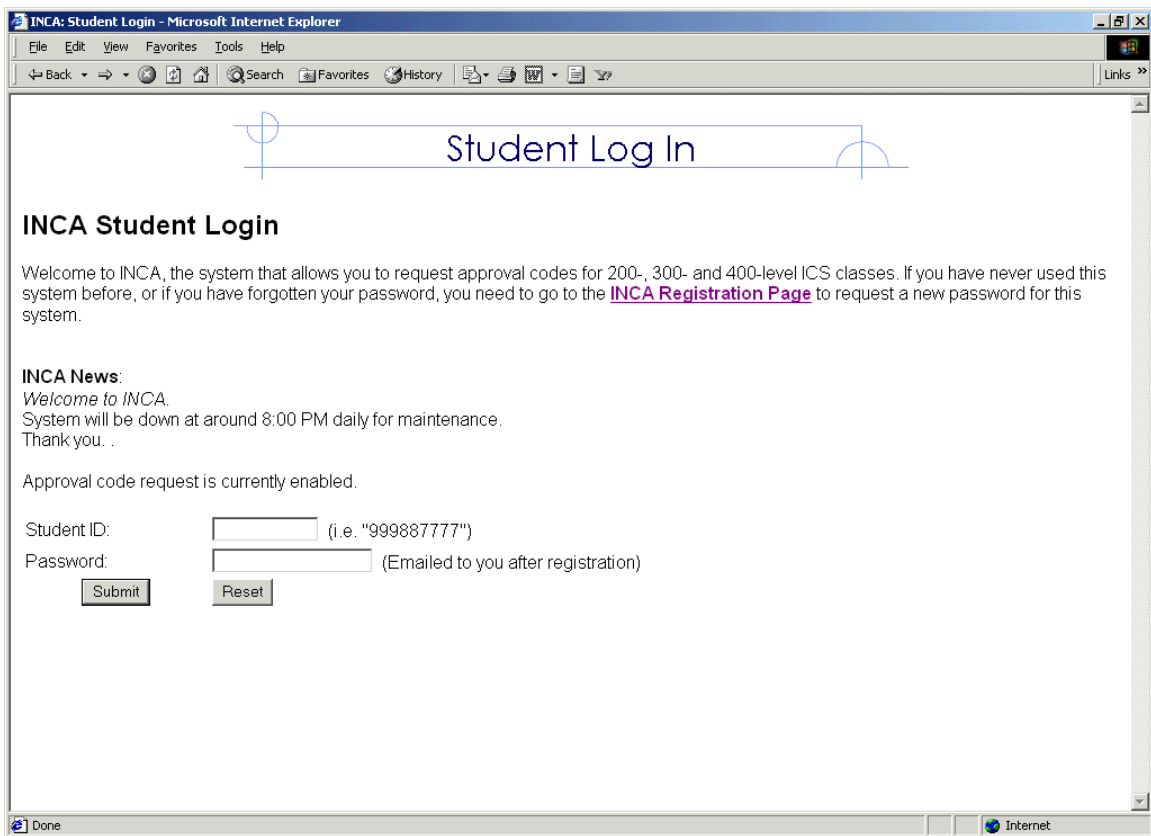 INCA: Student Login - Microsoft Internet Explorer
File Edit View Favorites Tools Help
Back Search Favorites History Links »
Student Log In
INCA Student Login
Welcome to INCA, the system that allows you to request approval codes for 200-, 300- and 400-level ICS classes. If you have never used this
system before, or if you have forgotten your password, you need to go to the INCA Registration Page to request a new password for this
system.
INCA News:
Welcome to INCA.
System will be down at around 8:00 PM daily for maintenance.
Thank you. .
Approval code request is currently enabled.
Student ID: (i.e. "999887777")
Password: (Emailed to you after registration)
Submit Reset
Done Internet